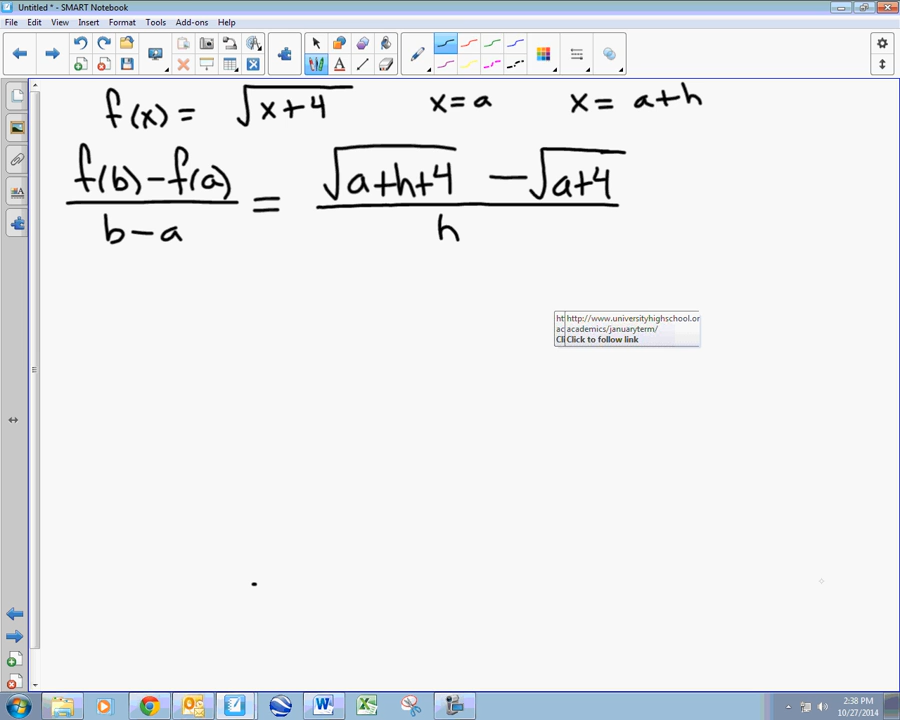 Untitled * - SMART Notebook
File Edit View Insert Format Tools Add-ons Help
f(x) = √x+4 x=a x= a+h
f(b)-f(a) / b-a = √a+h+4 - √a+4 / h
http://www.universityhighschool.or
academics/januaryterm/
Click to follow link
2:38 PM
10/27/2014